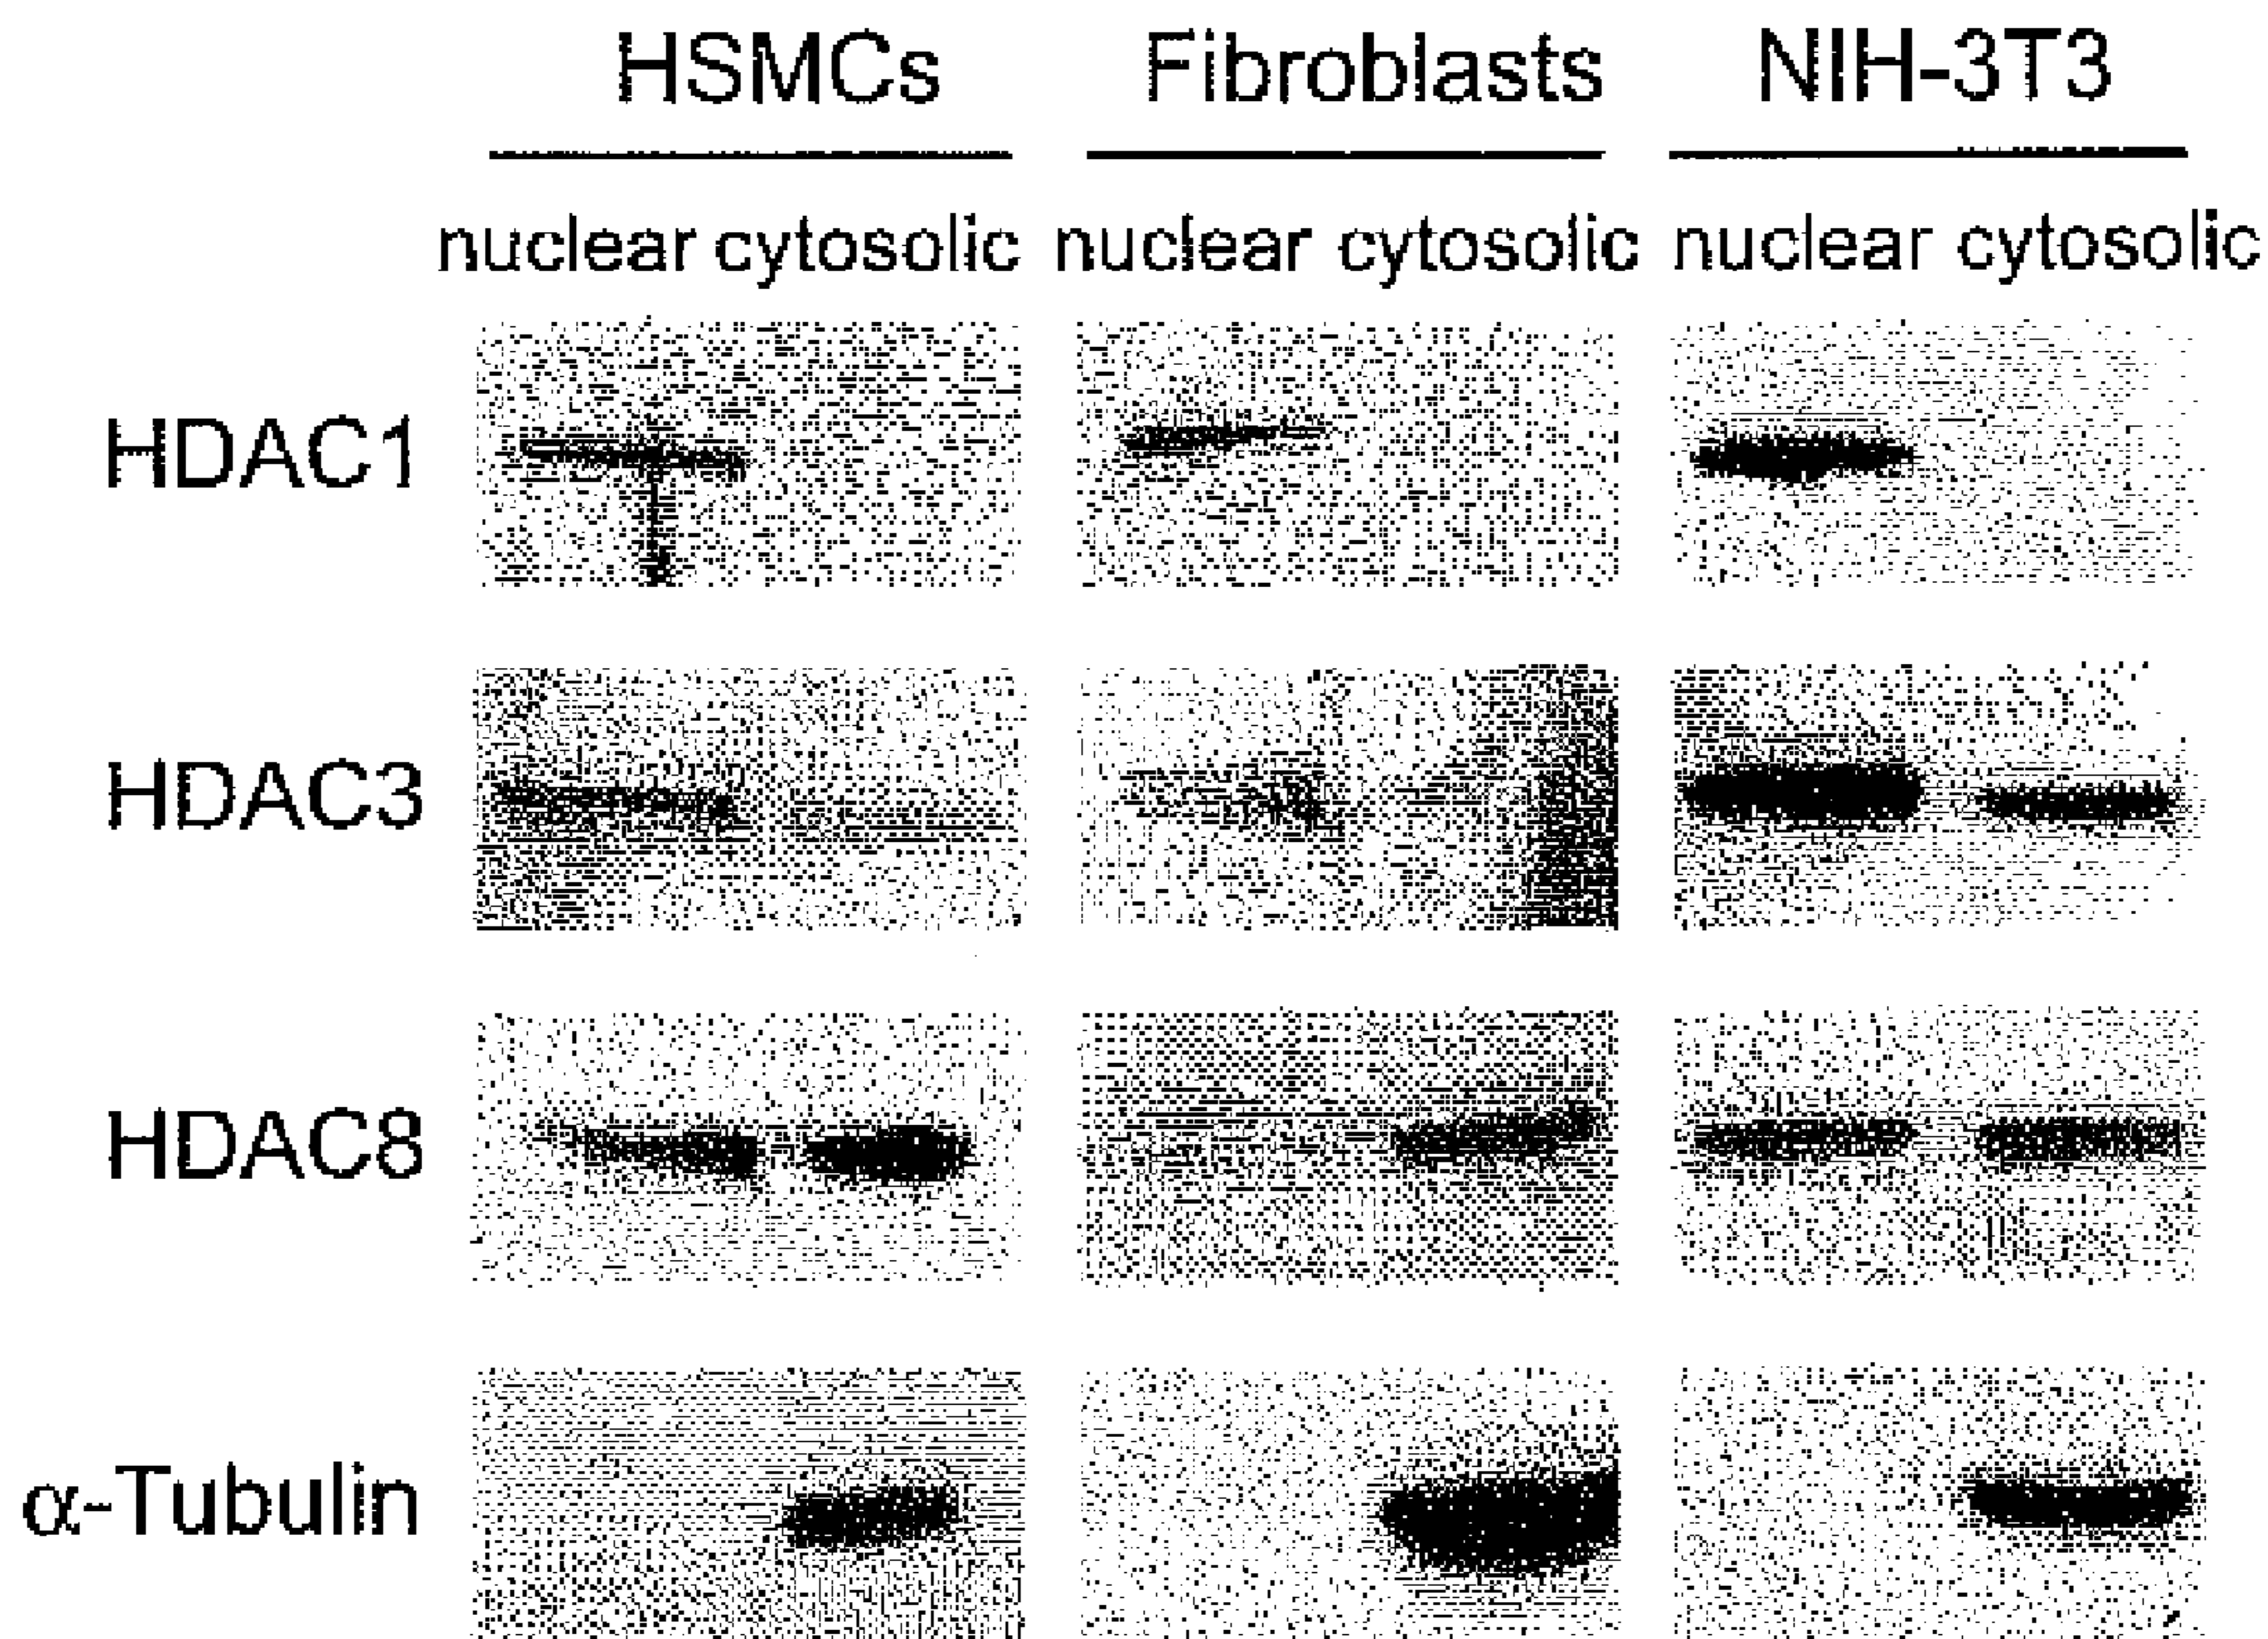 HSMCs Fibroblasts NIH-3T3
nuclear cytosolic nuclear cytosolic nuclear cytosolic
HDAC1
HDAC3
HDAC8
α-Tubulin